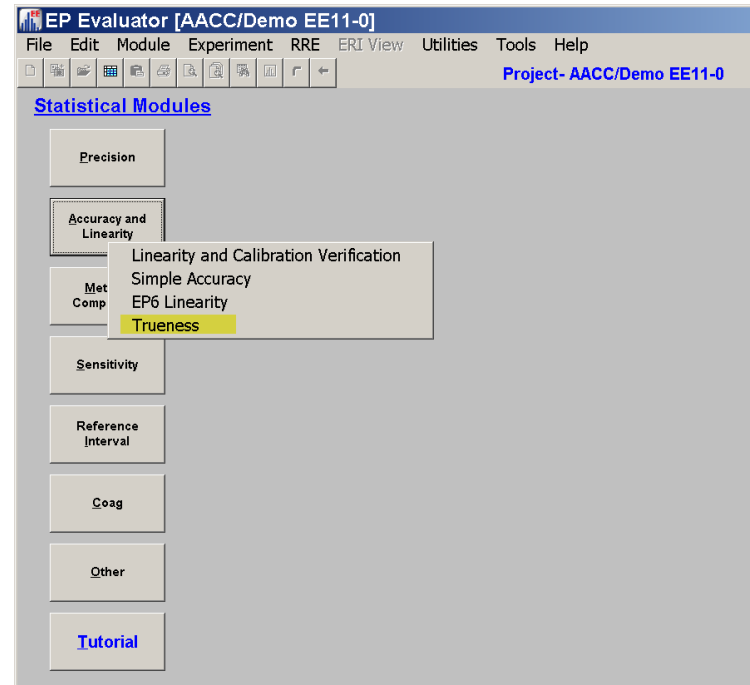 EP Evaluator [AACC/Demo EE11-0]
File Edit Module Experiment RRE ERI View Utilities Tools Help
Project- AACC/Demo EE11-0
Statistical Modules
Precision
Accuracy and
Linearity
Linearity and Calibration Verification
Simple Accuracy
EP6 Linearity
Trueness
Met
Comp
Sensitivity
Reference
Interval
Coag
Other
Tutorial